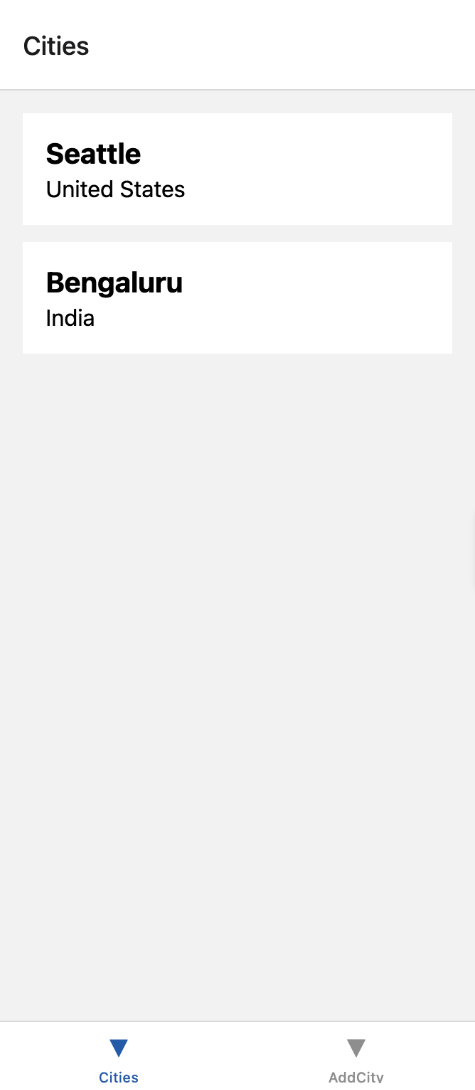 Cities
Seattle
United States
Bengaluru
India
Cities
AddCity